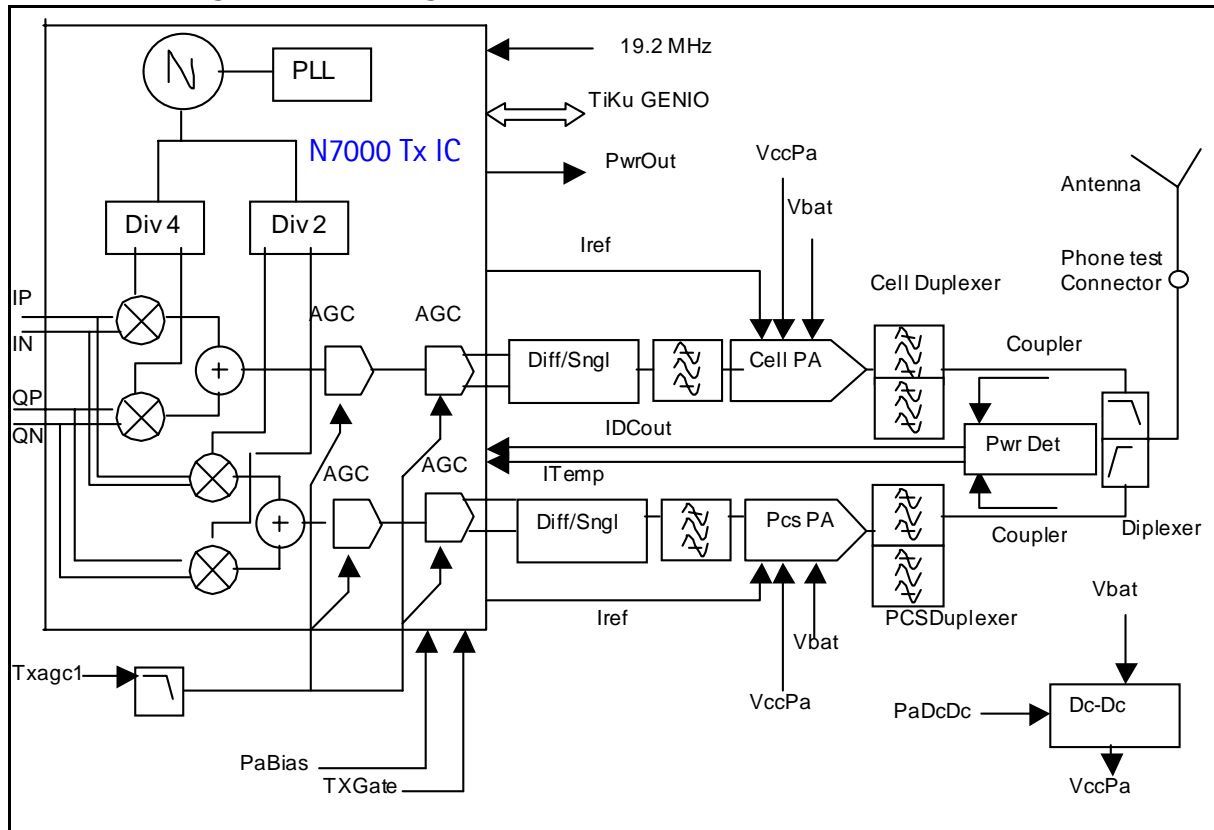 19.2 MHz
PLL
TiKu GENIO
N7000 Tx IC
PwrOut
VccPa
Vbat
Antenna
Div 4
Div 2
Iref
Phone test
Connector
Cell Duplexer
IP
IN
AGC
AGC
Diff/Sngl
Cell PA
Coupler
QP
QN
IDCout
Pwr Det
AGC
AGC
ITemp
Diff/Sngl
Pcs PA
Coupler
Diplexer
Iref
Vbat
PCSDuplexer
Vbat
Txagc1
VccPa
PaDcDc
Dc-Dc
PaBias
TXGate
VccPa